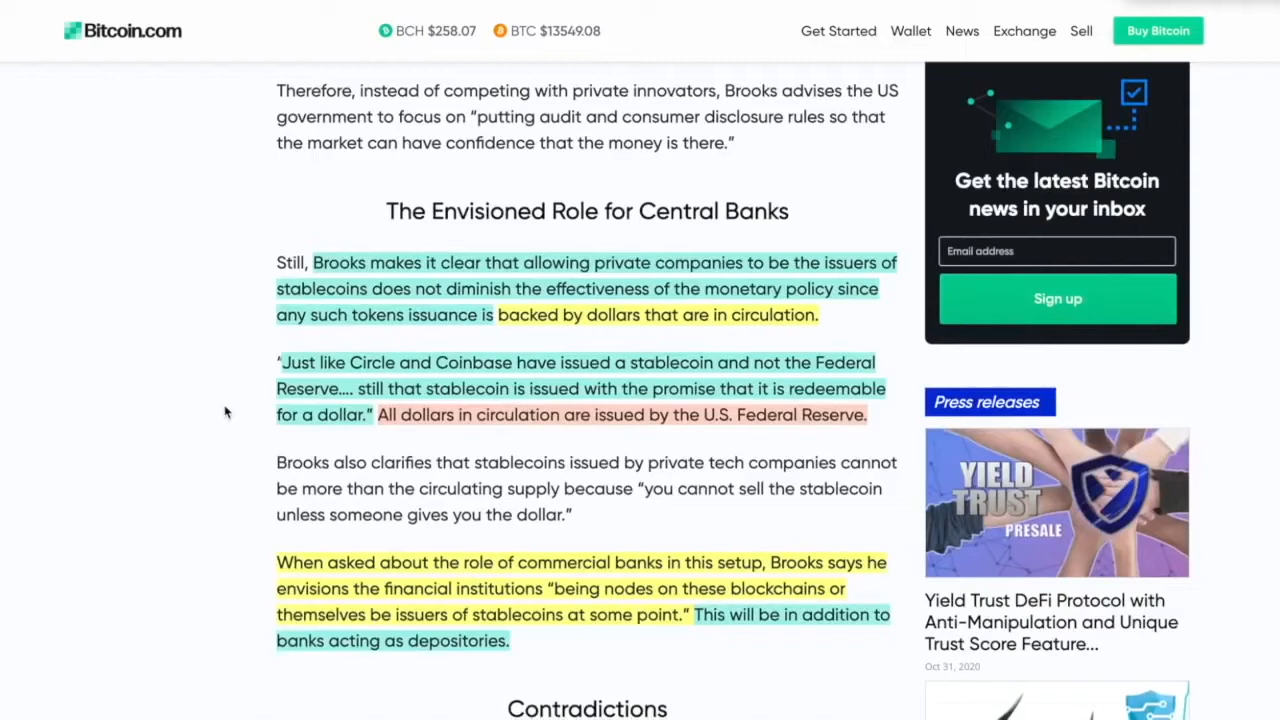 Bitcoin.com
BCH $258.07
BTC $13549.08
Get Started
Wallet
News
Exchange
Sell
Buy Bitcoin
Therefore, instead of competing with private innovators, Brooks advises the US
government to focus on “putting audit and consumer disclosure rules so that
the market can have confidence that the money is there.”
The Envisioned Role for Central Banks
Still, Brooks makes it clear that allowing private companies to be the issuers of
stablecoins does not diminish the effectiveness of the monetary policy since
any such tokens issuance is backed by dollars that are in circulation.
“Just like Circle and Coinbase have issued a stablecoin and not the Federal
Reserve…. still that stablecoin is issued with the promise that it is redeemable
for a dollar.” All dollars in circulation are issued by the U.S. Federal Reserve.
Brooks also clarifies that stablecoins issued by private tech companies cannot
be more than the circulating supply because “you cannot sell the stablecoin
unless someone gives you the dollar.”
When asked about the role of commercial banks in this setup, Brooks says he
envisions the financial institutions “being nodes on these blockchains or
themselves be issuers of stablecoins at some point.” This will be in addition to
banks acting as depositories.
Contradictions
Get the latest Bitcoin
news in your inbox
Email address
Sign up
Press releases
YIELD
TRUST
PRESALE
Yield Trust DeFi Protocol with
Anti-Manipulation and Unique
Trust Score Feature...
Oct 31, 2020